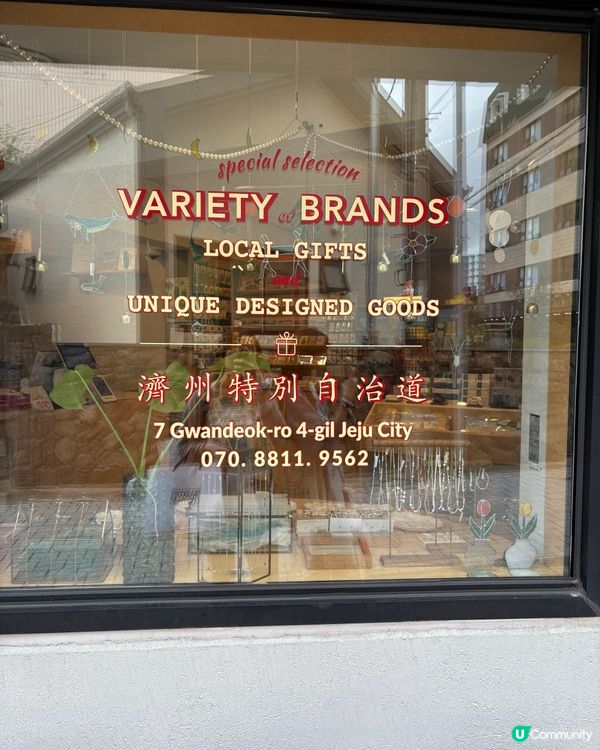 special selection
VARIETY of BRANDS
LOCAL GIFTS
and
UNIQUE DESIGNED GOODS
濟州特別自治道
7 Gwandeok-ro 4-gil Jeju City
070. 8811. 9562
U Community